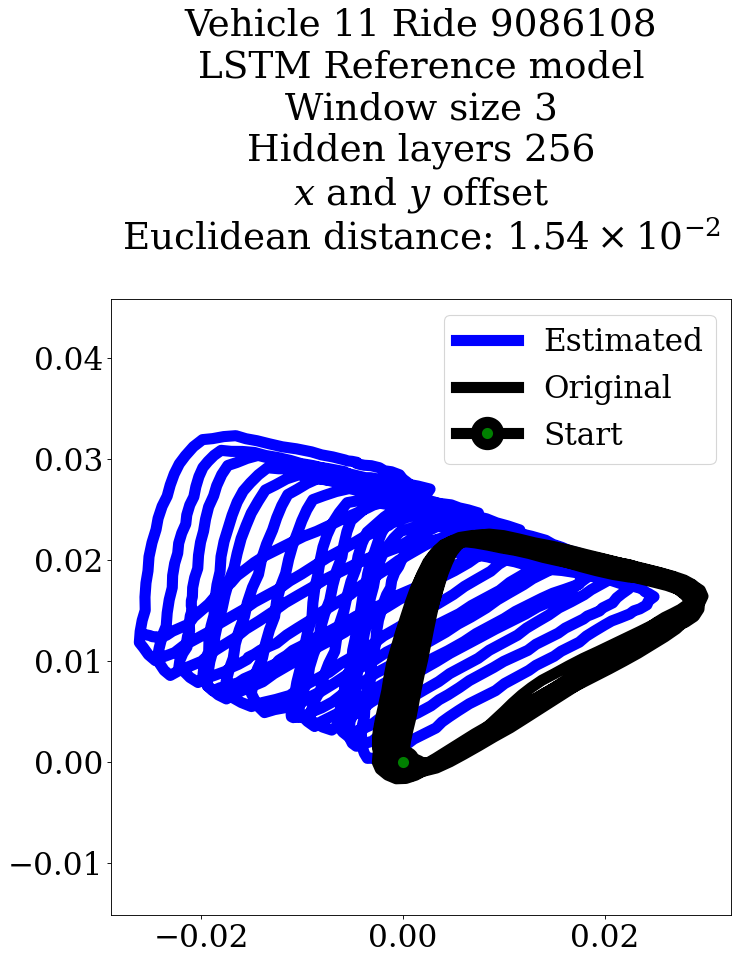 Vehicle 11 Ride 9086108
LSTM Reference model
Window size 3
Hidden layers 256
x and y offset
Euclidean distance: 1.54 × 10⁻²
Estimated
Original
Start
0.04
0.03
0.02
0.01
0.00
−0.01
−0.02 0.00 0.02